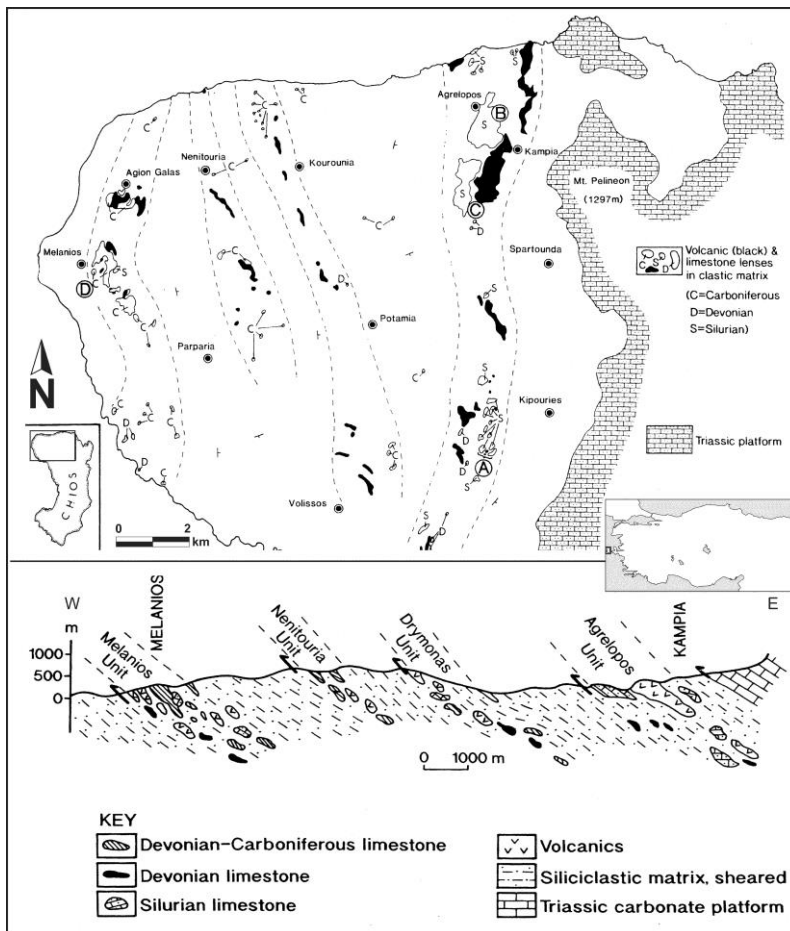 C
S
S
Agrelopos
B
C
C
C
S
Nenitouria
Kourounia
Kampia
Agion Galas
C
Mt. Pelineon
(1297m)
S
C
C
D
Melanios
S
C
D
Spartounda
Volcanic (black) &
limestone lenses
in clastic matrix
C
S
D
(C=Carboniferous
D=Devonian
S=Silurian)
D
C
C
C
Potamia
S
C
Parparia
C
S
N
Kipouries
C
C
D
S
D
C
D
A
Triassic platform
D
C
S
CHIOS
Volissos
S
D
0
2
km
S
W
E
m
1000
500
0
Melanios
Unit
MELANIOS
Nenitouria
Unit
Drymonas
Unit
Agrelopos
Unit
KAMPIA
0 1000 m
KEY
Devonian-Carboniferous limestone
Devonian limestone
Silurian limestone
Volcanics
Siliciclastic matrix, sheared
Triassic carbonate platform